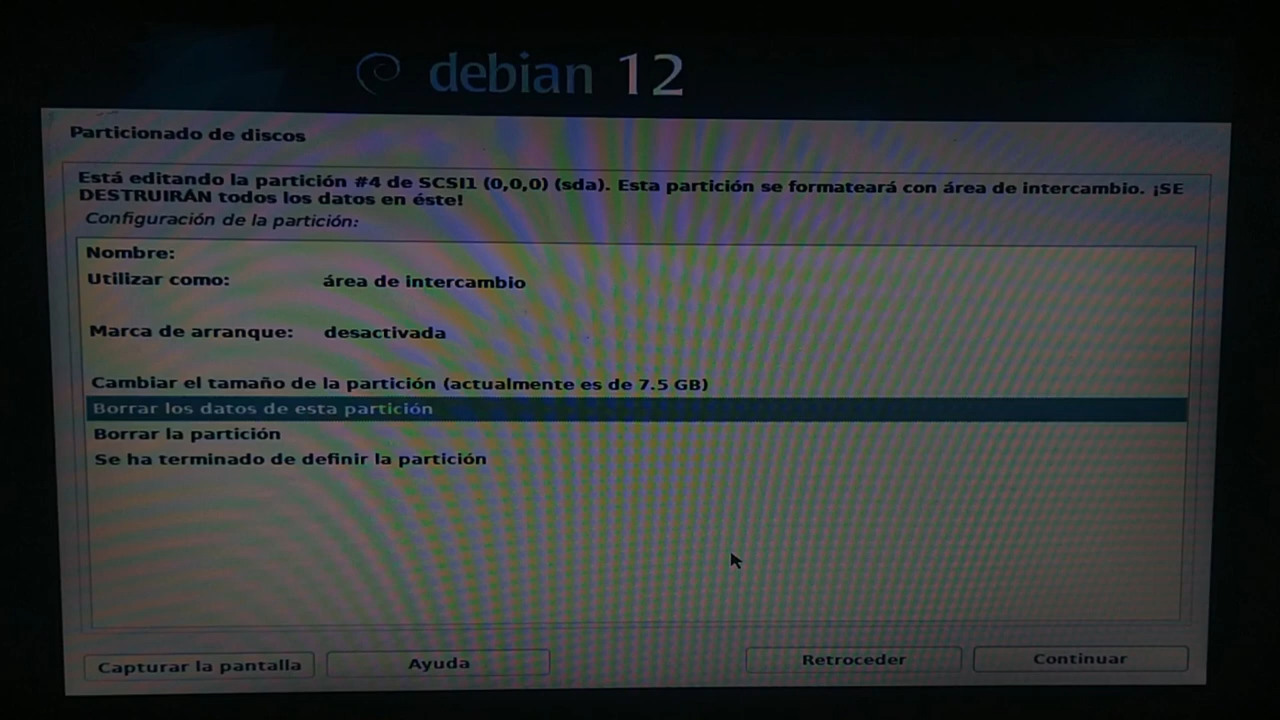 debian 12
Particionado de discos
Está editando la partición #4 de SCSI1 (0,0,0) (sda). Esta partición se formateará con área de intercambio. ¡SE
DESTRUIRÁN todos los datos en éste!
Configuración de la partición:
Nombre:
Utilizar como: área de intercambio
Marca de arranque: desactivada
Cambiar el tamaño de la partición (actualmente es de 7.5 GB)
Borrar los datos de esta partición
Borrar la partición
Se ha terminado de definir la partición
Capturar la pantalla Ayuda Retroceder Continuar